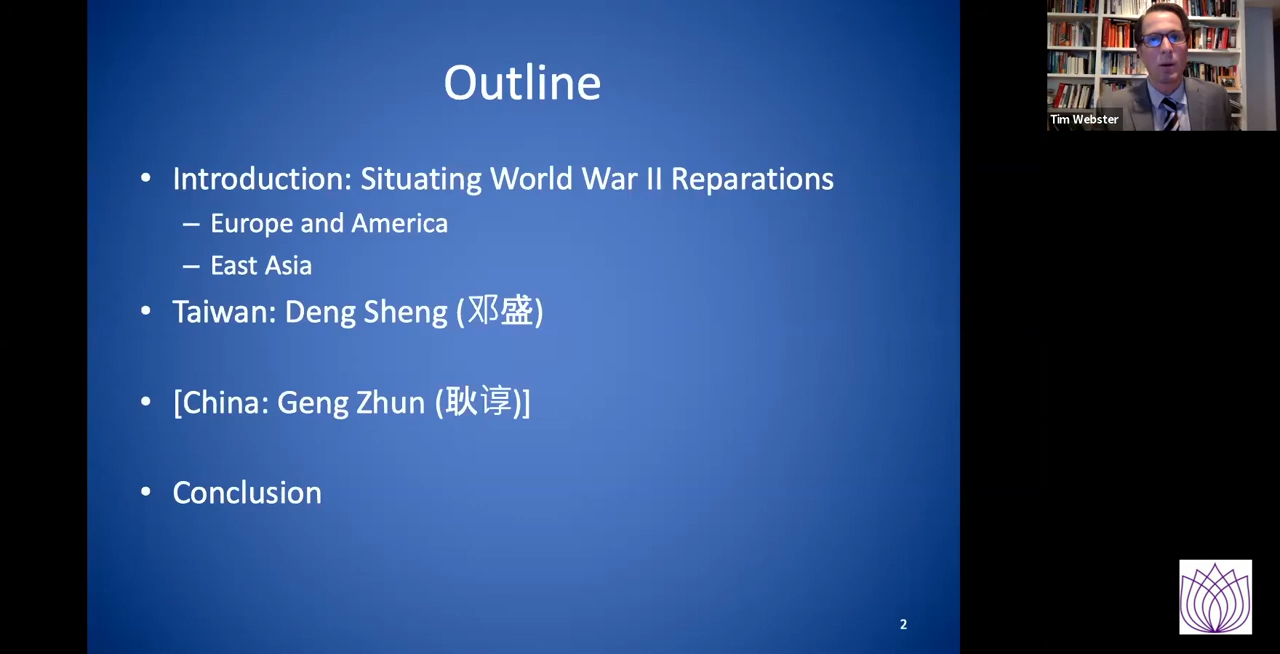 Outline
• Introduction: Situating World War II Reparations
– Europe and America
– East Asia
• Taiwan: Deng Sheng (邓盛)
• [China: Geng Zhun (耿谆)]
• Conclusion
2
Tim Webster